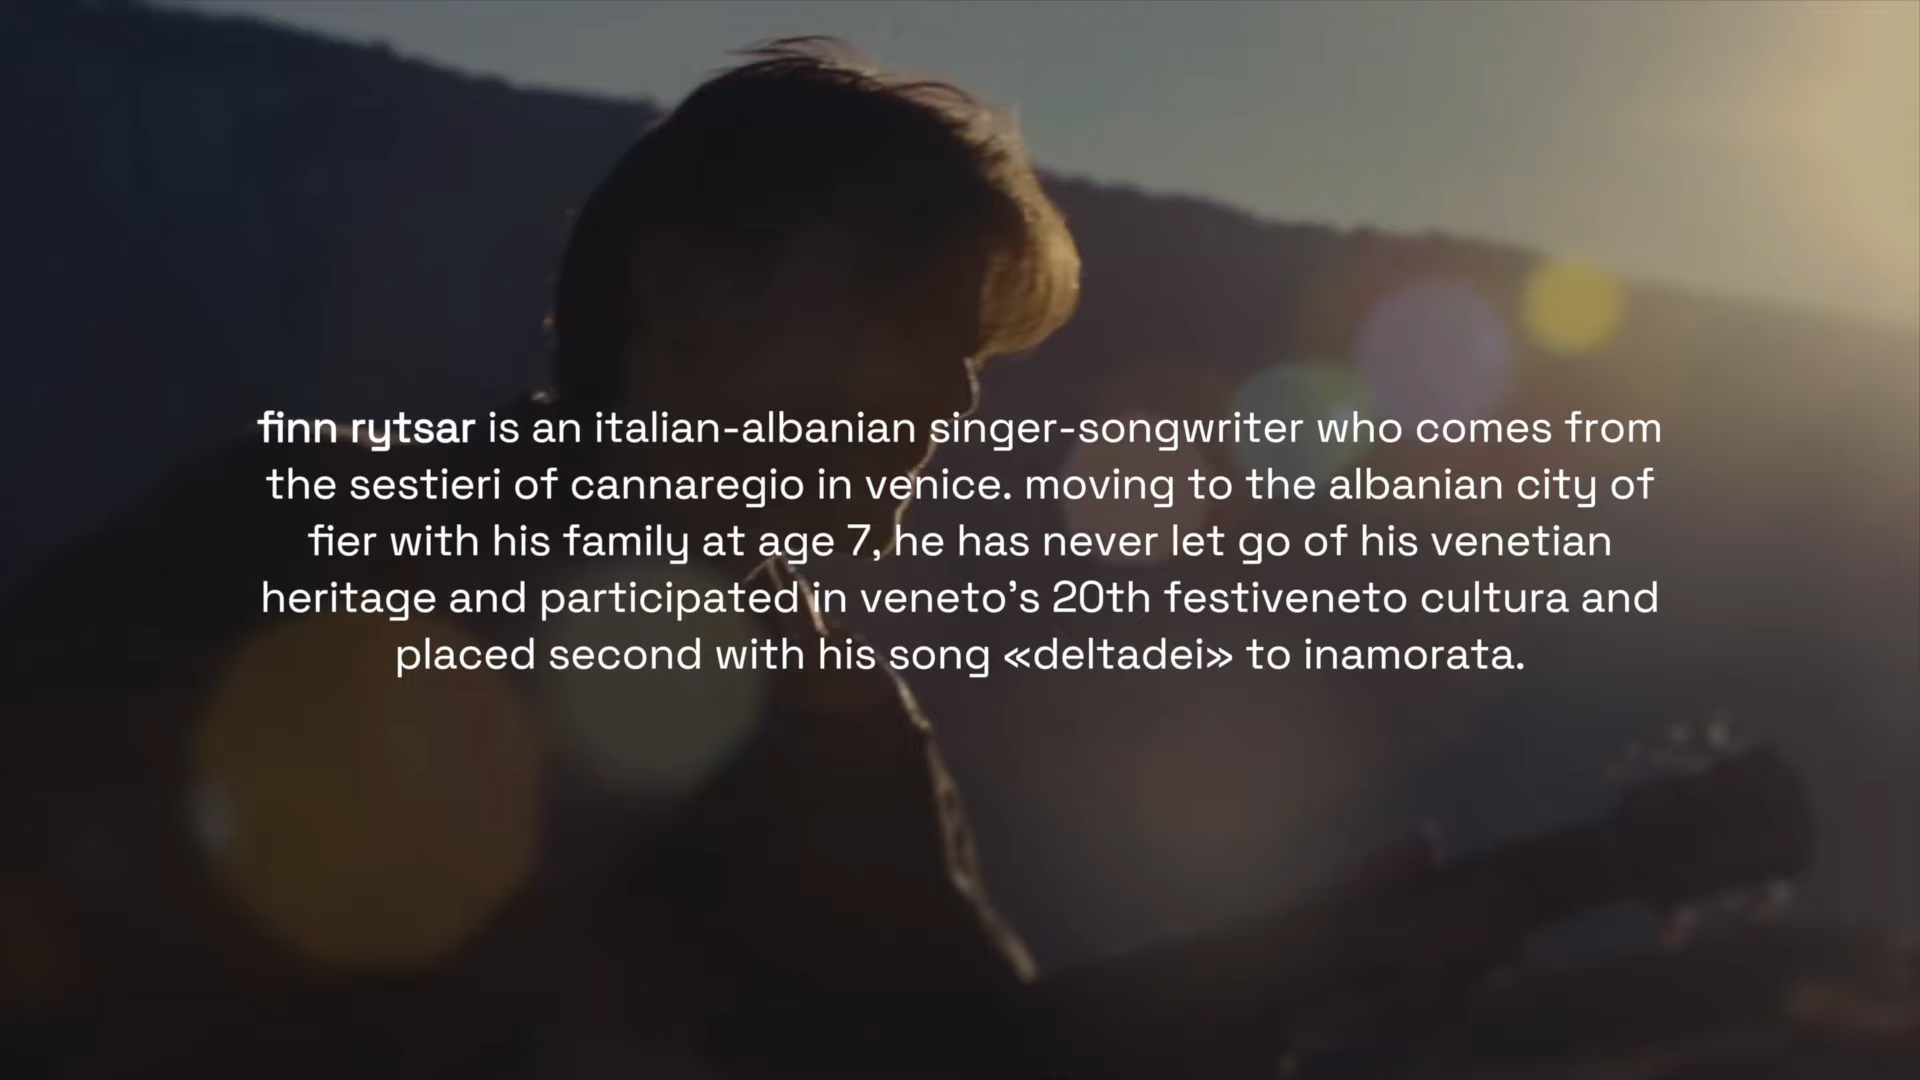 finn rytsar is an italian-albanian singer-songwriter who comes from
the sestieri of cannaregio in venice. moving to the albanian city of
fier with his family at age 7, he has never let go of his venetian
heritage and participated in veneto’s 20th festiveneto cultura and
placed second with his song «deltadei» to inamorata.